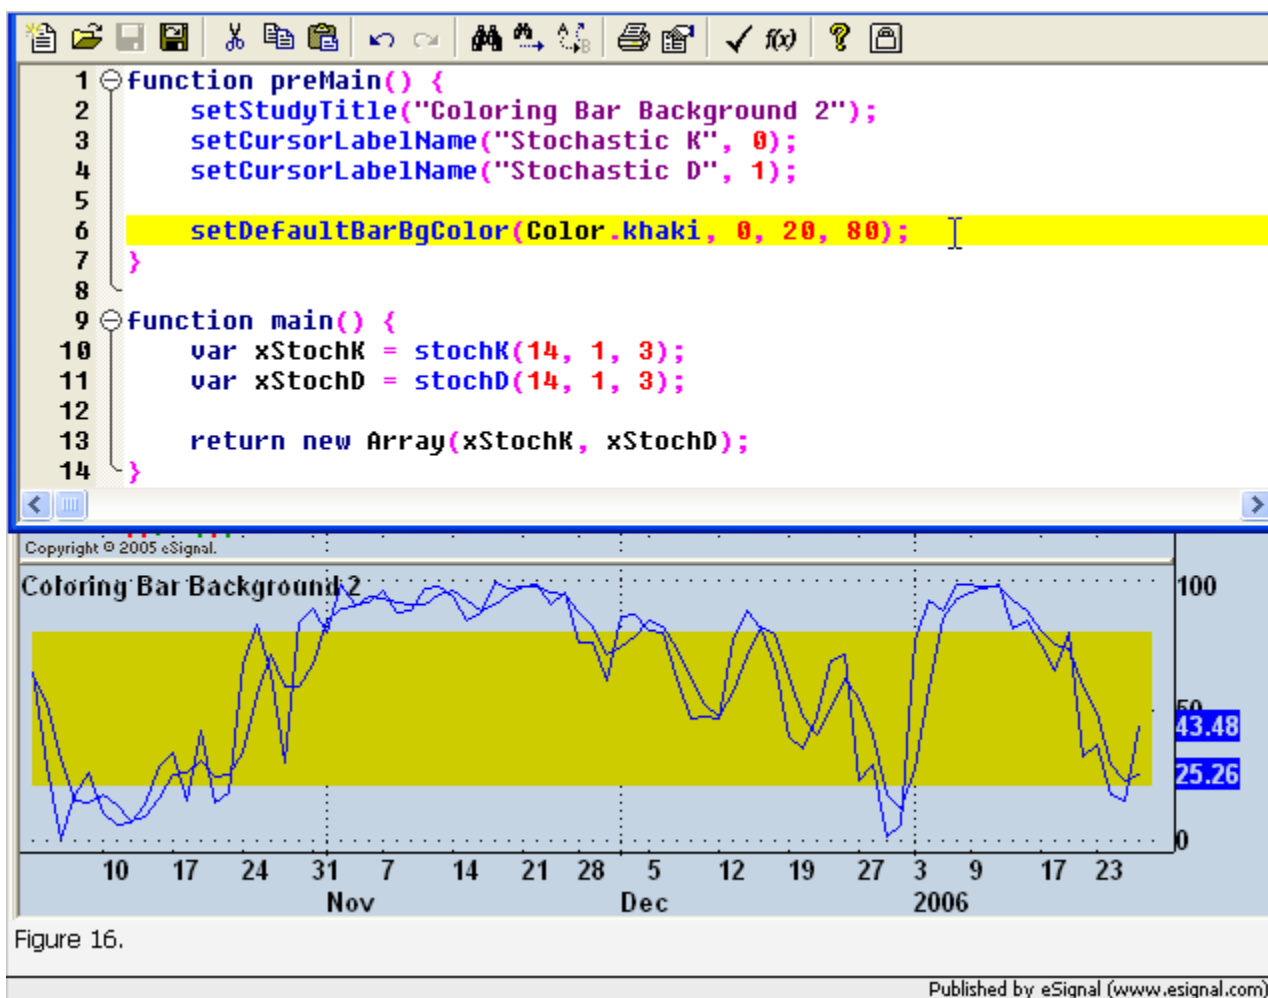 1 function preMain() {
2 setStudyTitle("Coloring Bar Background 2");
3 setCursorLabelName("Stochastic K", 0);
4 setCursorLabelName("Stochastic D", 1);
5
6 setDefaultBarBgColor(Color.khaki, 0, 20, 80);
7 }
8
9 function main() {
10 var xStochK = stochK(14, 1, 3);
11 var xStochD = stochD(14, 1, 3);
12
13 return new Array(xStochK, xStochD);
14 }
Copyright © 2005 eSignal.
Coloring Bar Background 2
100
50
43.48
25.26
0
10 17 24 31 7 14 21 28 5 12 19 27 3 9 17 23
Nov Dec 2006
Figure 16.
Published by eSignal (www.esignal.com)